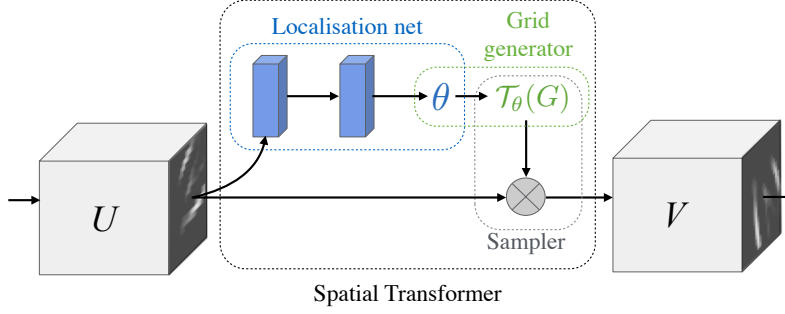 Localisation net
Grid
generator
θ
𝒯θ(G)
U
V
Sampler
Spatial Transformer